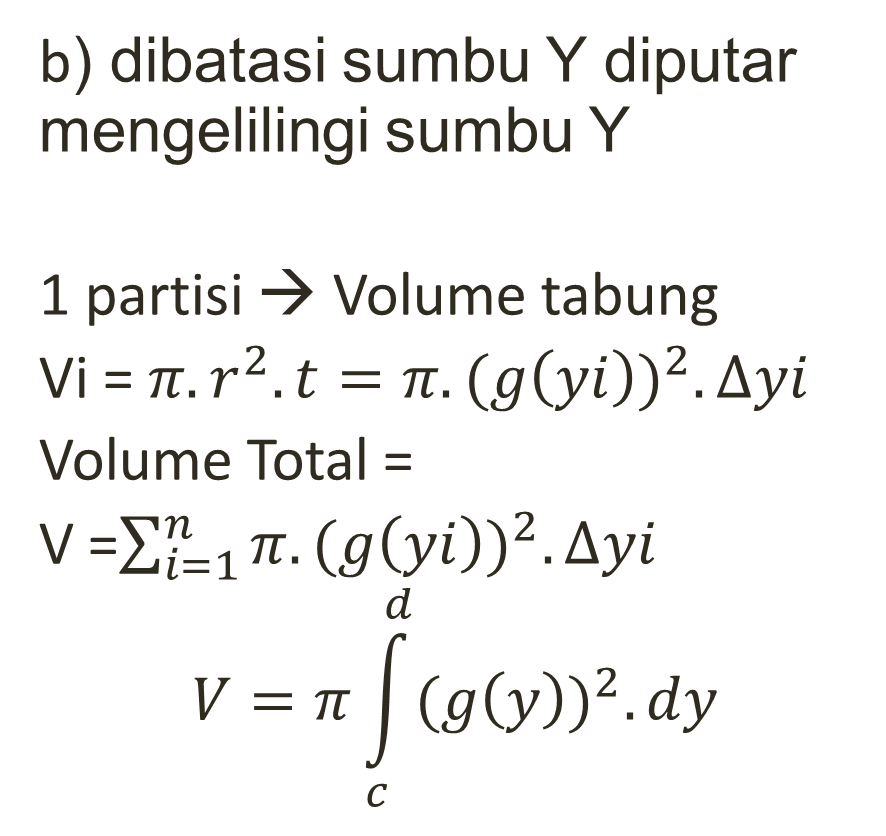 b) dibatasi sumbu Y diputar
mengelilingi sumbu Y
1 partisi → Volume tabung
Vi = π.r².t = π.(g(yi))².Δyi
Volume Total =
V =∑ⁿᵢ₌₁ π.(g(yi))².Δyi
d
V = π ∫ (g(y))².dy
c